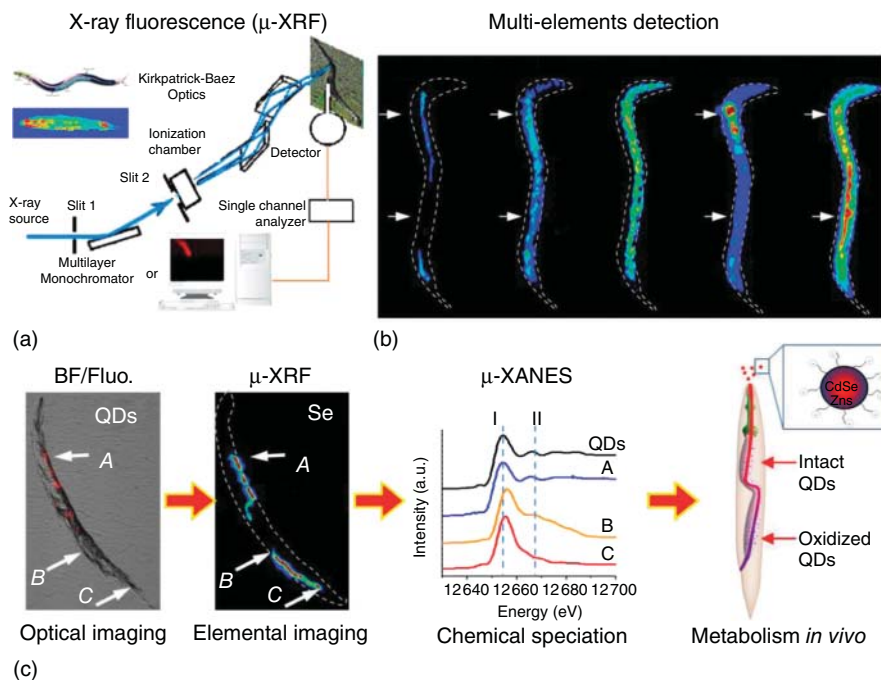 X-ray fluorescence (μ-XRF)
Multi-elements detection
Kirkpatrick-Baez
Optics
Ionization
chamber
Detector
Slit 2
X-ray
source
Slit 1
Single channel
analyzer
Multilayer
Monochromator
or
(a)
(b)
BF/Fluo.
μ-XRF
μ-XANES
QDs
A
B
C
Se
A
B
C
I II
QDs
A
B
C
Intensity (a.u.)
12640 12660 12680 12700
Energy (eV)
CdSe
Zns
Intact
QDs
Oxidized
QDs
Optical imaging
Elemental imaging
Chemical speciation
Metabolism in vivo
(c)